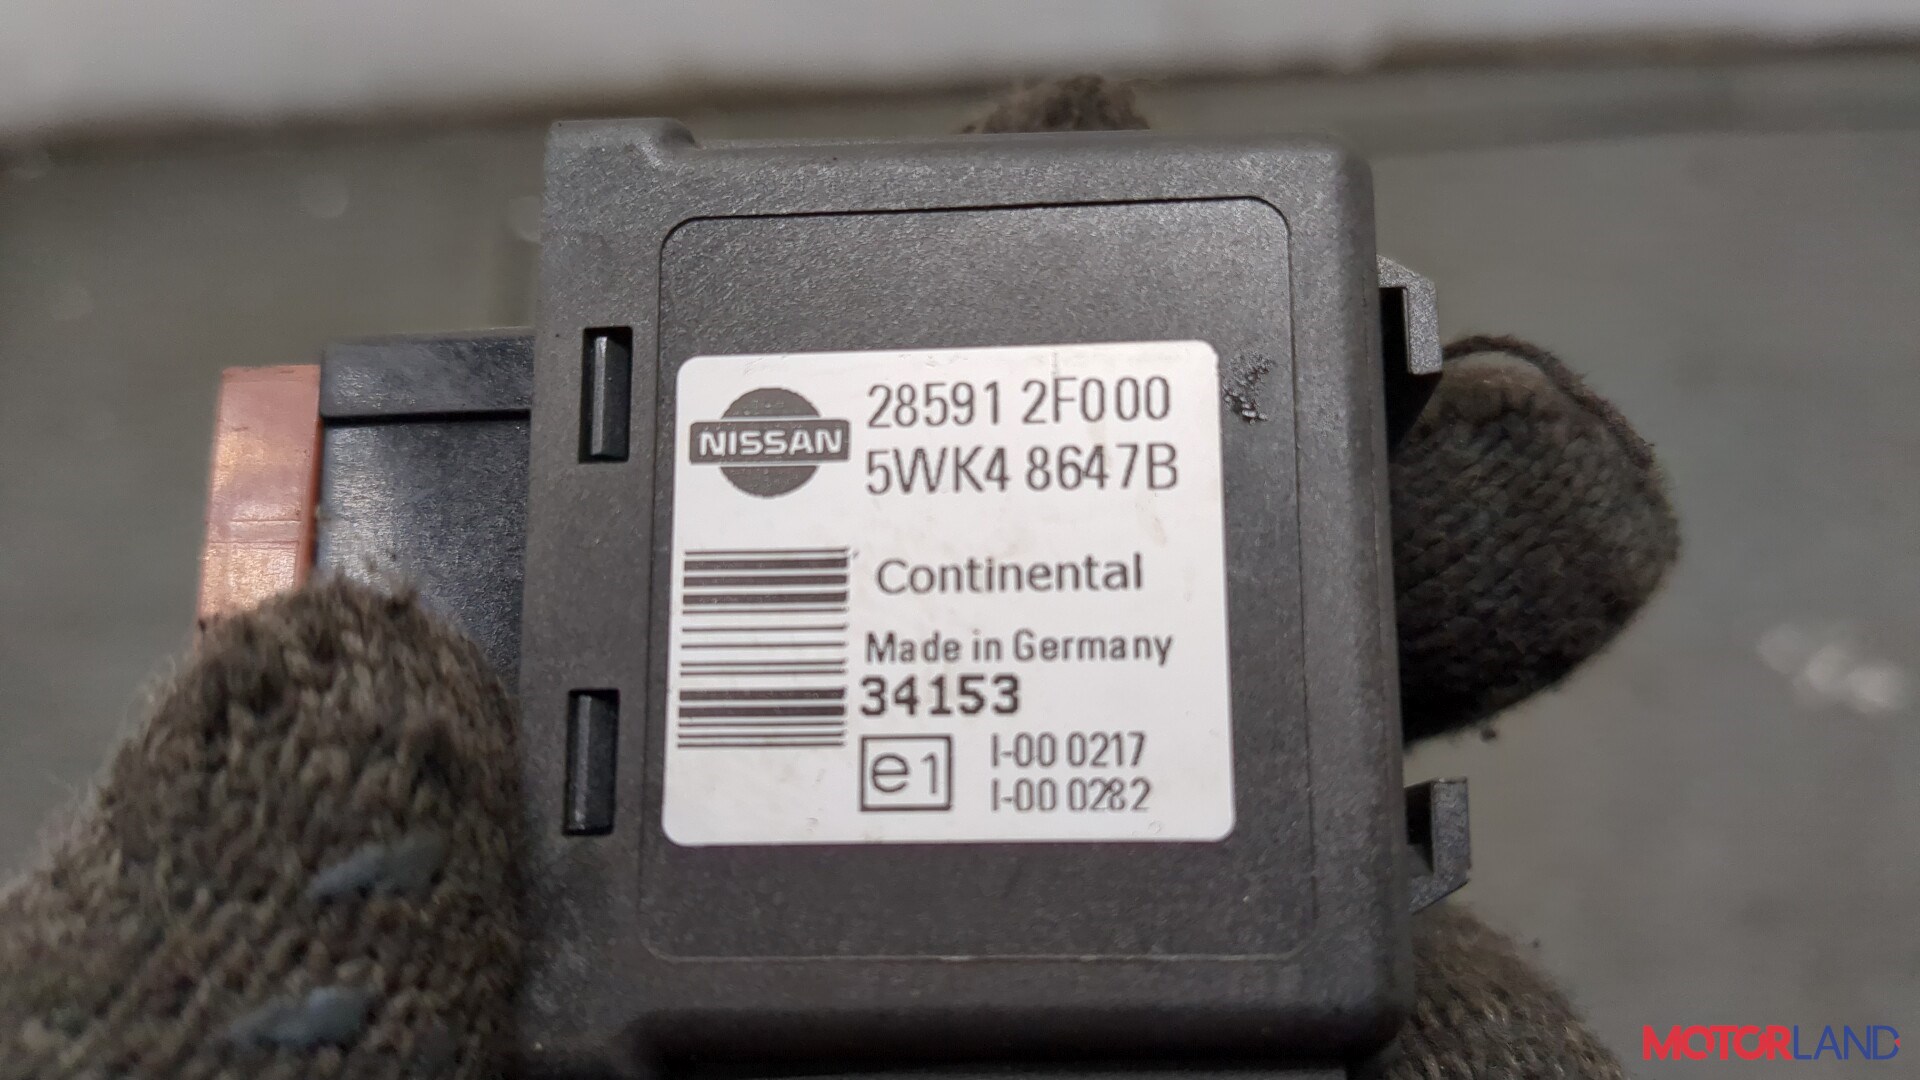 NISSAN
28591 2F000
5WK4 8647B
Continental
Made in Germany
34153
e1
I-00 0217
I-00 0282
MOTORLAND